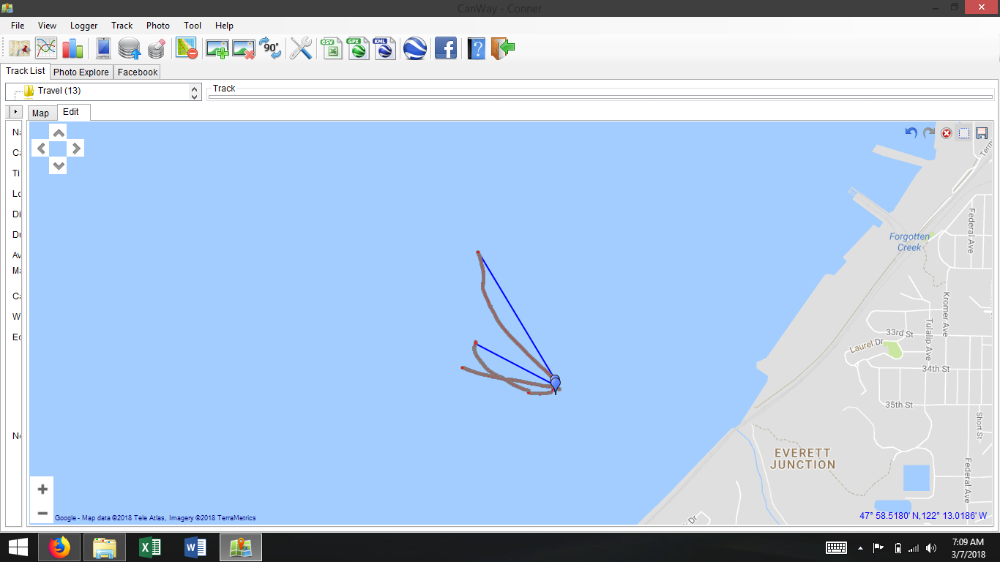 CanWay - Conner
File View Logger Track Photo Tool Help
90°
CSV GPX KML
f
?
Track List Photo Explore Facebook
Travel (13)
Track
Map Edit
Na
Ca
Ti
Lo
Di
Du
Av
Ma
Ca
W
No
Term
Federal Ave
Forgotten
Creek
Kromer Ave
33rd St
Tulalip Ave
Laurel Dr
34th St
35th St
Short St
EVERETT
JUNCTION
Federal Ave
Dr
+
−
Google - Map data ©2018 Tele Atlas, Imagery ©2018 TerraMetrics
47° 58.5180' N,122° 13.0186' W
7:09 AM
3/7/2018